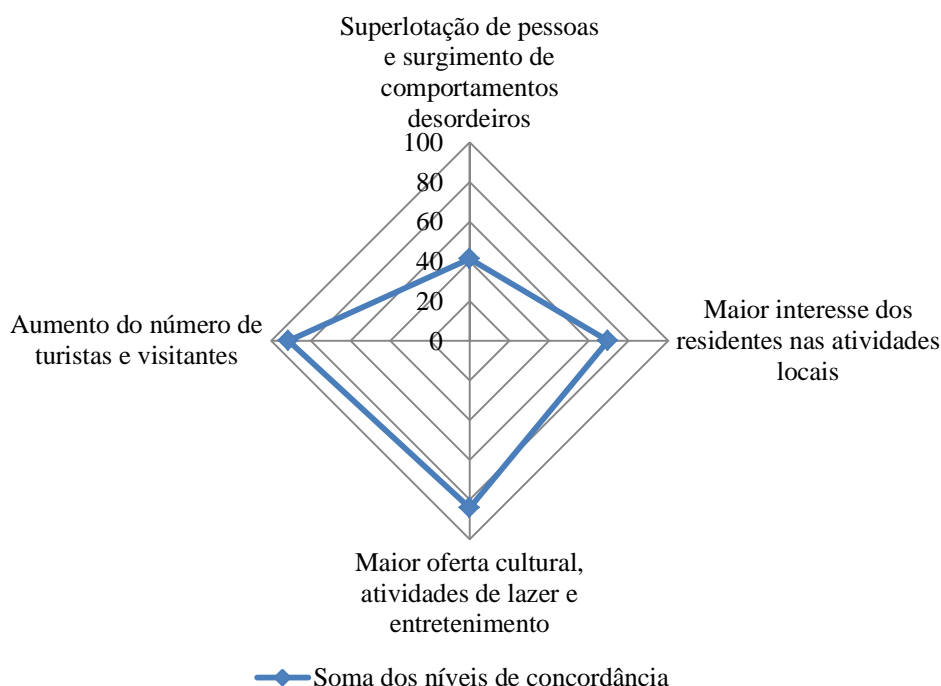 Superlotação de pessoas
e surgimento de
comportamentos
desordeiros
100
80
60
40
20
0
Maior interesse dos
residentes nas atividades
locais
Aumento do número de
turistas e visitantes
Maior oferta cultural,
atividades de lazer e
entretenimento
Soma dos níveis de concordância